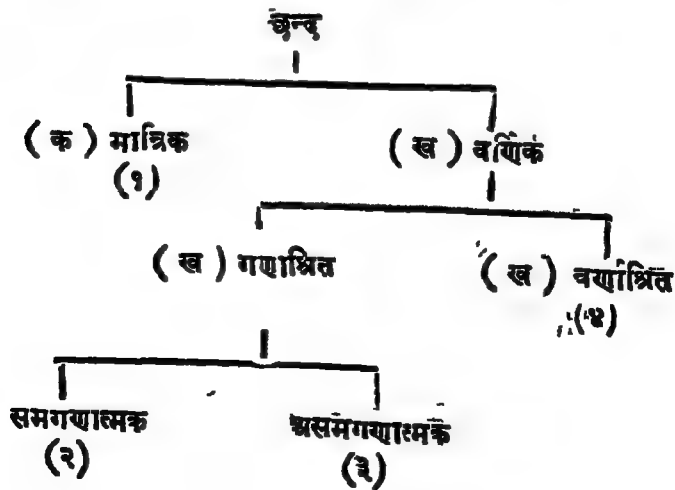 छन्द
( क ) मात्रिक ( ख ) वर्णिक
(१)
( ख ) गणाश्रित ( ख ) वर्णाश्रित
(४)
समगणात्मक असमगणात्मक
(२) (३)